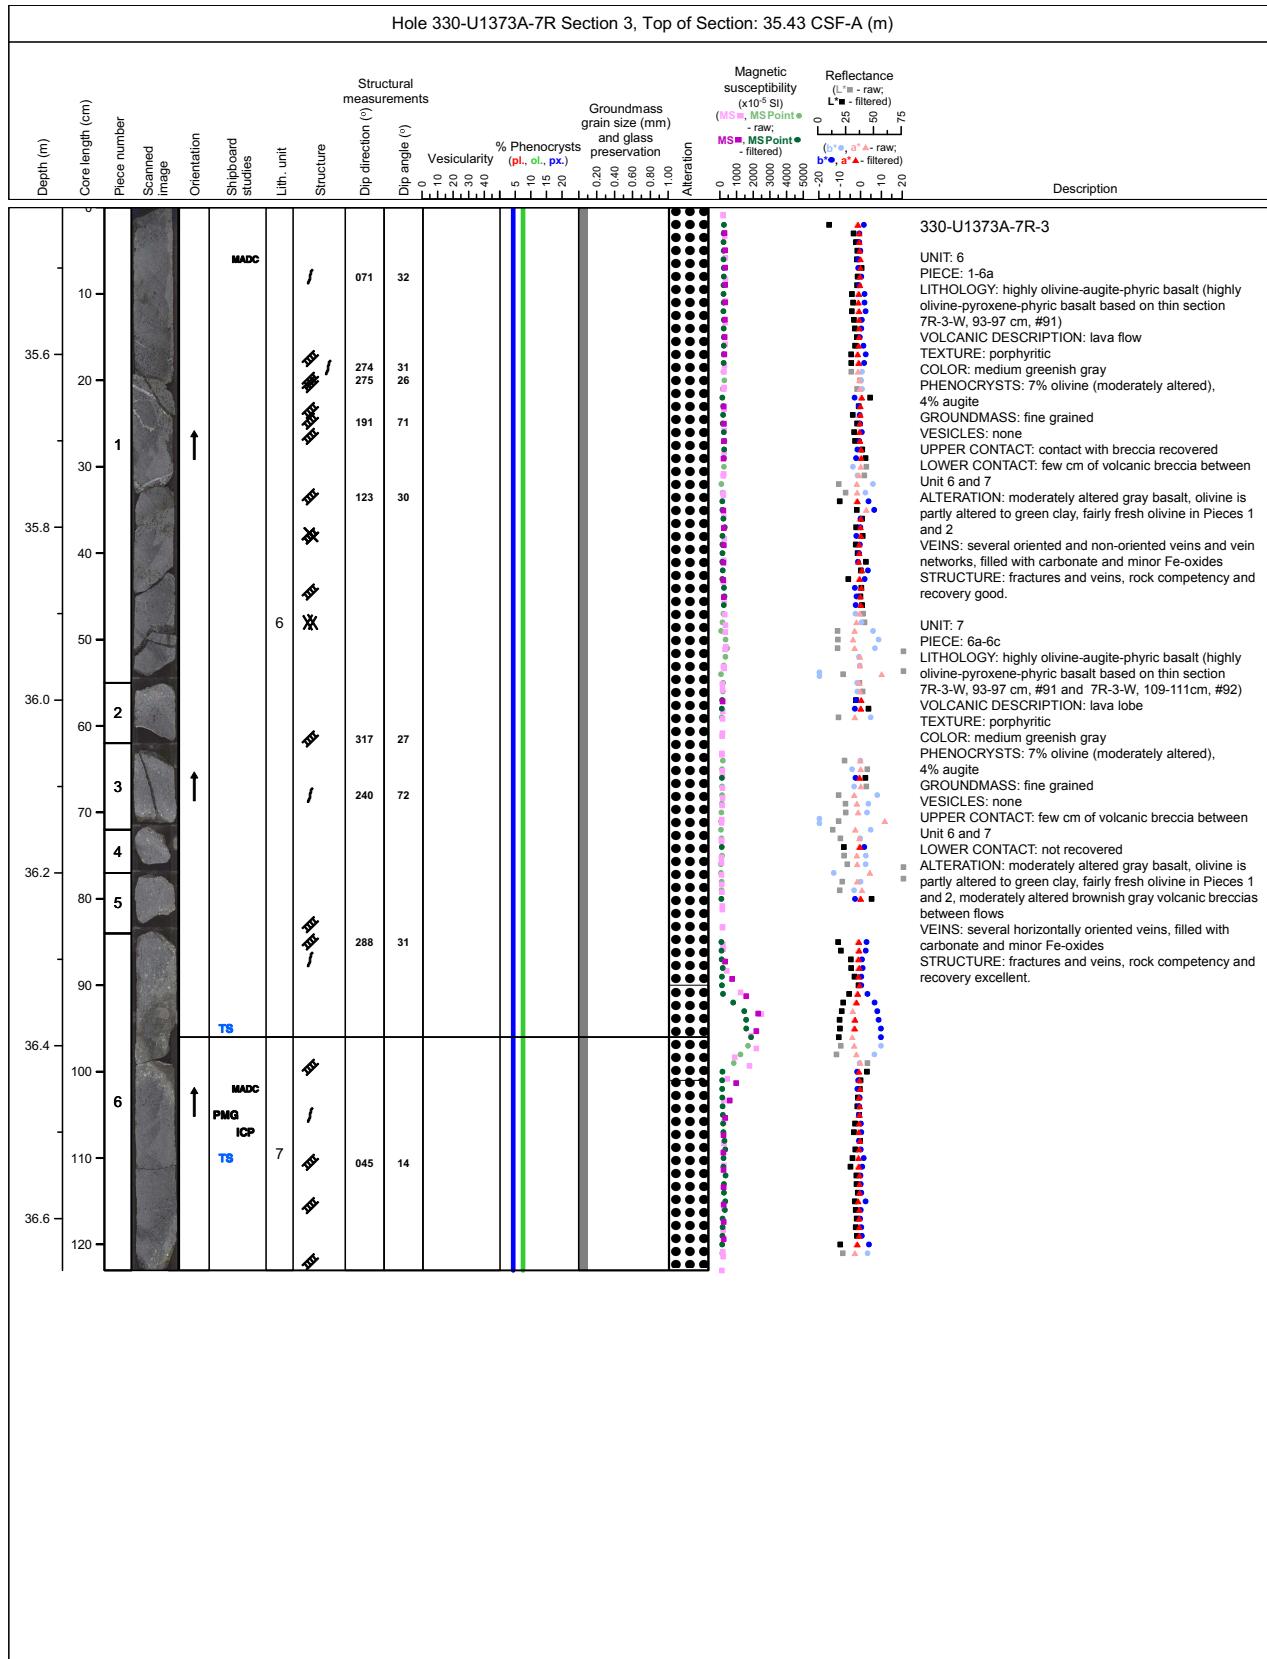 Hole 330-U1373A-7R Section 3, Top of Section: 35.43 CSF-A (m)
Depth (m)
Core length (cm)
Piece number
Scanned image
Orientation
Shipboard studies
Lith. unit
Structure
Structural measurements
Dip direction (°)
Dip angle (°)
Vesicularity
0 10 20 30 40
% Phenocrysts
(pl., ol., px.)
5 10 15 20
Groundmass
grain size (mm)
and glass
preservation
0.20 0.40 0.60 0.80 1.00
Alteration
Magnetic
susceptibility
(x10-5 SI)
(MS■, MSPoint●
- raw;
MS■, MSPoint●
- filtered)
0 1000 2000 3000 4000 5000
Reflectance
(L*■ - raw;
L*■ - filtered)
0 25 50 75
(b*●, a*▲- raw;
b*●, a*▲- filtered)
-20 -10 0 10 20
Description
0
MADC
071 32
10
35.6
274 31
20
275 26
191 71
1
30
123 30
35.8
40
6
50
36.0
2
60
317 27
3
240 72
70
4
36.2
5
80
288 31
90
TS
36.4
100
MADC
6
PMG
ICP
7
TS
110
045 14
36.6
120
330-U1373A-7R-3
UNIT: 6
PIECE: 1-6a
LITHOLOGY: highly olivine-augite-phyric basalt (highly
olivine-pyroxene-phyric basalt based on thin section
7R-3-W, 93-97 cm, #91)
VOLCANIC DESCRIPTION: lava flow
TEXTURE: porphyritic
COLOR: medium greenish gray
PHENOCRYSTS: 7% olivine (moderately altered),
4% augite
GROUNDMASS: fine grained
VESICLES: none
UPPER CONTACT: contact with breccia recovered
LOWER CONTACT: few cm of volcanic breccia between
Unit 6 and 7
ALTERATION: moderately altered gray basalt, olivine is
partly altered to green clay, fairly fresh olivine in Pieces 1
and 2
VEINS: several oriented and non-oriented veins and vein
networks, filled with carbonate and minor Fe-oxides
STRUCTURE: fractures and veins, rock competency and
recovery good.
UNIT: 7
PIECE: 6a-6c
LITHOLOGY: highly olivine-augite-phyric basalt (highly
olivine-pyroxene-phyric basalt based on thin section
7R-3-W, 93-97 cm, #91 and 7R-3-W, 109-111cm, #92)
VOLCANIC DESCRIPTION: lava lobe
TEXTURE: porphyritic
COLOR: medium greenish gray
PHENOCRYSTS: 7% olivine (moderately altered),
4% augite
GROUNDMASS: fine grained
VESICLES: none
UPPER CONTACT: few cm of volcanic breccia between
Unit 6 and 7
LOWER CONTACT: not recovered
ALTERATION: moderately altered gray basalt, olivine is
partly altered to green clay, fairly fresh olivine in Pieces 1
and 2, moderately altered brownish gray volcanic breccias
between flows
VEINS: several horizontally oriented veins, filled with
carbonate and minor Fe-oxides
STRUCTURE: fractures and veins, rock competency and
recovery excellent.